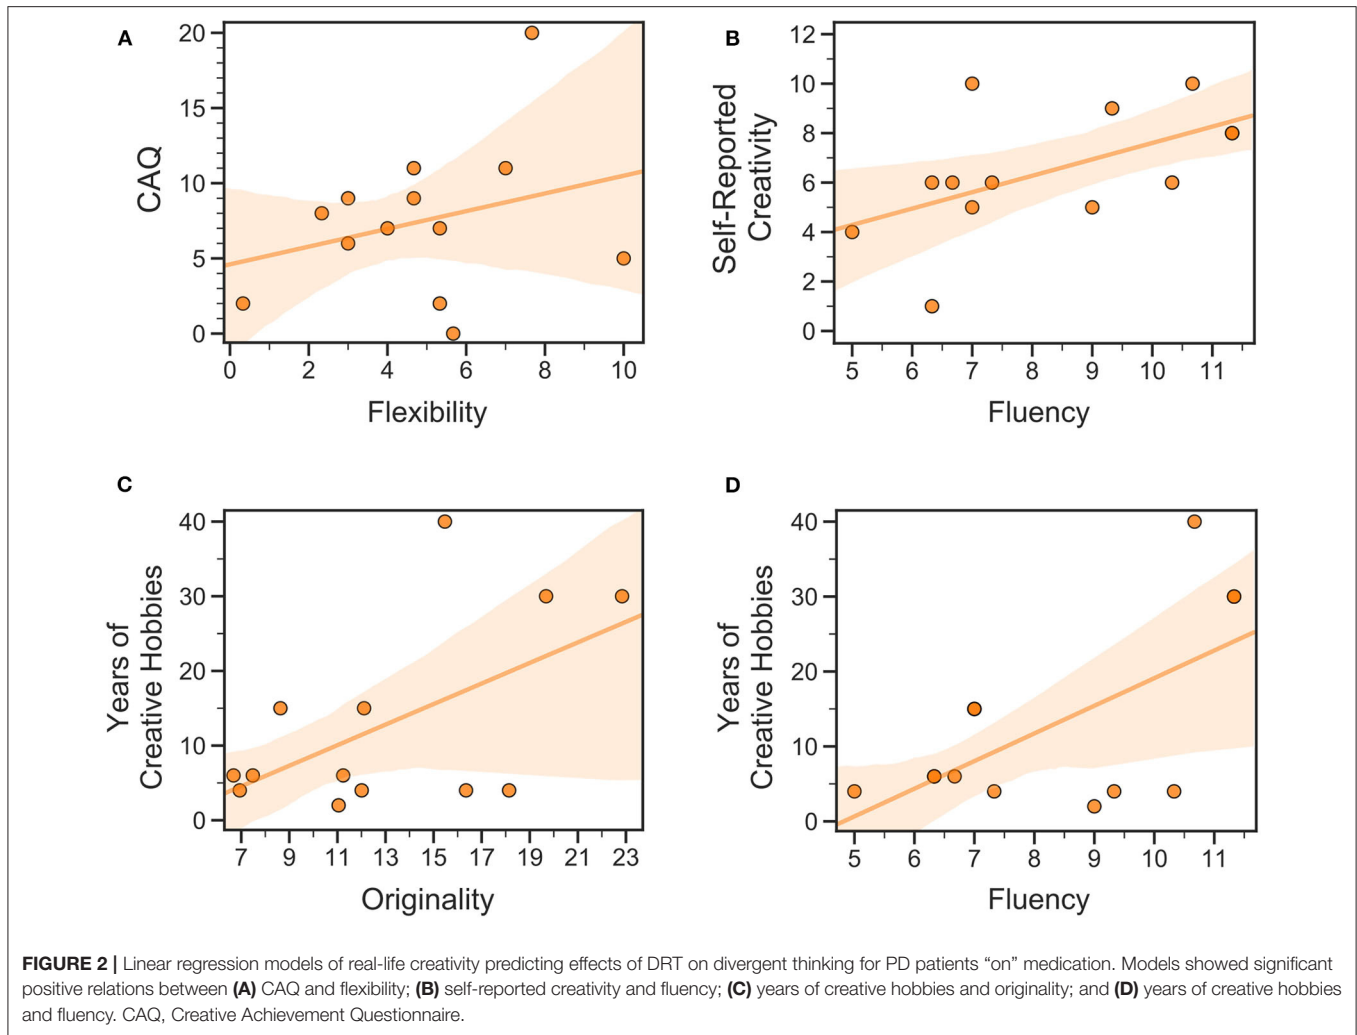 A
CAQ
20
15
10
5
0
0 2 4 6 8 10
Flexibility
B
Self-Reported
Creativity
12
10
8
6
4
2
0
5 6 7 8 9 10 11
Fluency
C
Years of
Creative Hobbies
40
30
20
10
0
7 9 11 13 15 17 19 21 23
Originality
D
Years of
Creative Hobbies
40
30
20
10
0
5 6 7 8 9 10 11
Fluency
FIGURE 2 | Linear regression models of real-life creativity predicting effects of DRT on divergent thinking for PD patients “on” medication. Models showed significant
positive relations between (A) CAQ and flexibility; (B) self-reported creativity and fluency; (C) years of creative hobbies and originality; and (D) years of creative hobbies
and fluency. CAQ, Creative Achievement Questionnaire.